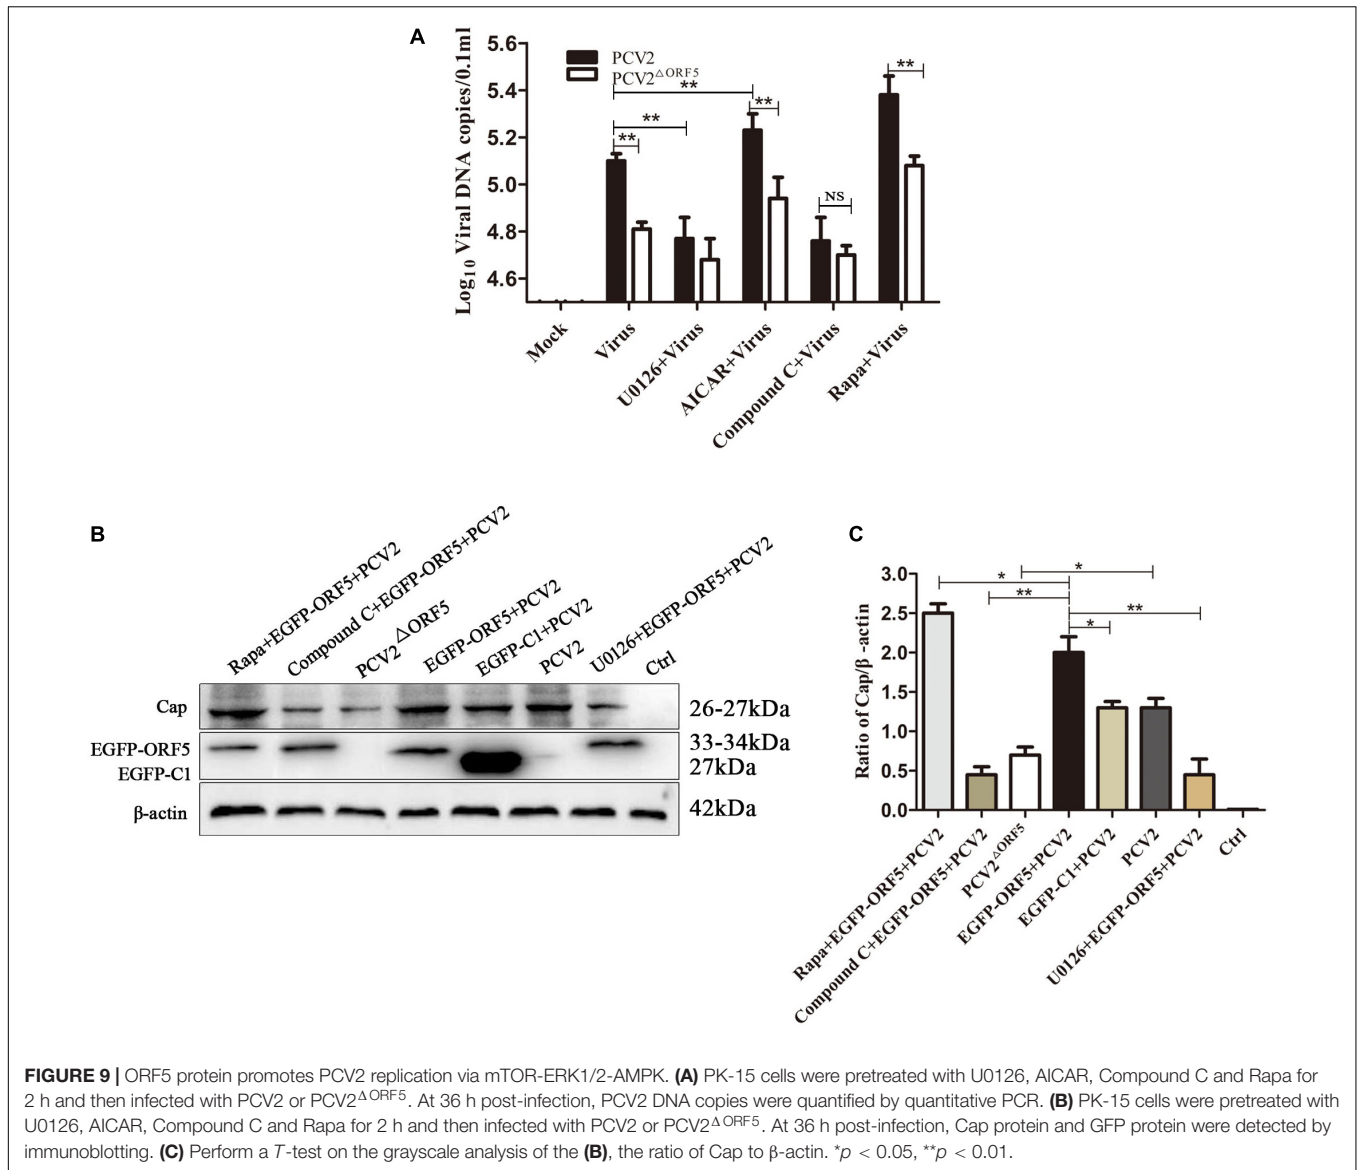 A
Log10 Viral DNA copies/0.1ml
5.6
5.4
5.2
5.0
4.8
4.6
PCV2
PCV2△ORF5
**
**
**
**
NS
**
Mock
Virus
U0126+Virus
AICAR+Virus
Compound C+Virus
Rapa+Virus
B
Rapa+EGFP-ORF5+PCV2
Compound C+EGFP-ORF5+PCV2
PCV2△ORF5
EGFP-ORF5+PCV2
EGFP-C1+PCV2
PCV2
U0126+EGFP-ORF5+PCV2
Ctrl
Cap
26-27kDa
EGFP-ORF5
33-34kDa
EGFP-C1
27kDa
β-actin
42kDa
C
Ratio of Cap/β -actin
3.0
2.5
2.0
1.5
1.0
0.5
0.0
*
*
**
**
*
Rapa+EGFP-ORF5+PCV2
Compound C+EGFP-ORF5+PCV2
PCV2△ORF5
EGFP-ORF5+PCV2
EGFP-C1+PCV2
PCV2
U0126+EGFP-ORF5+PCV2
Ctrl
FIGURE 9 | ORF5 protein promotes PCV2 replication via mTOR-ERK1/2-AMPK. (A) PK-15 cells were pretreated with U0126, AICAR, Compound C and Rapa for
2 h and then infected with PCV2 or PCV2ΔORF5. At 36 h post-infection, PCV2 DNA copies were quantified by quantitative PCR. (B) PK-15 cells were pretreated with
U0126, AICAR, Compound C and Rapa for 2 h and then infected with PCV2 or PCV2ΔORF5. At 36 h post-infection, Cap protein and GFP protein were detected by
immunoblotting. (C) Perform a T-test on the grayscale analysis of the (B), the ratio of Cap to β-actin. *p < 0.05, **p < 0.01.